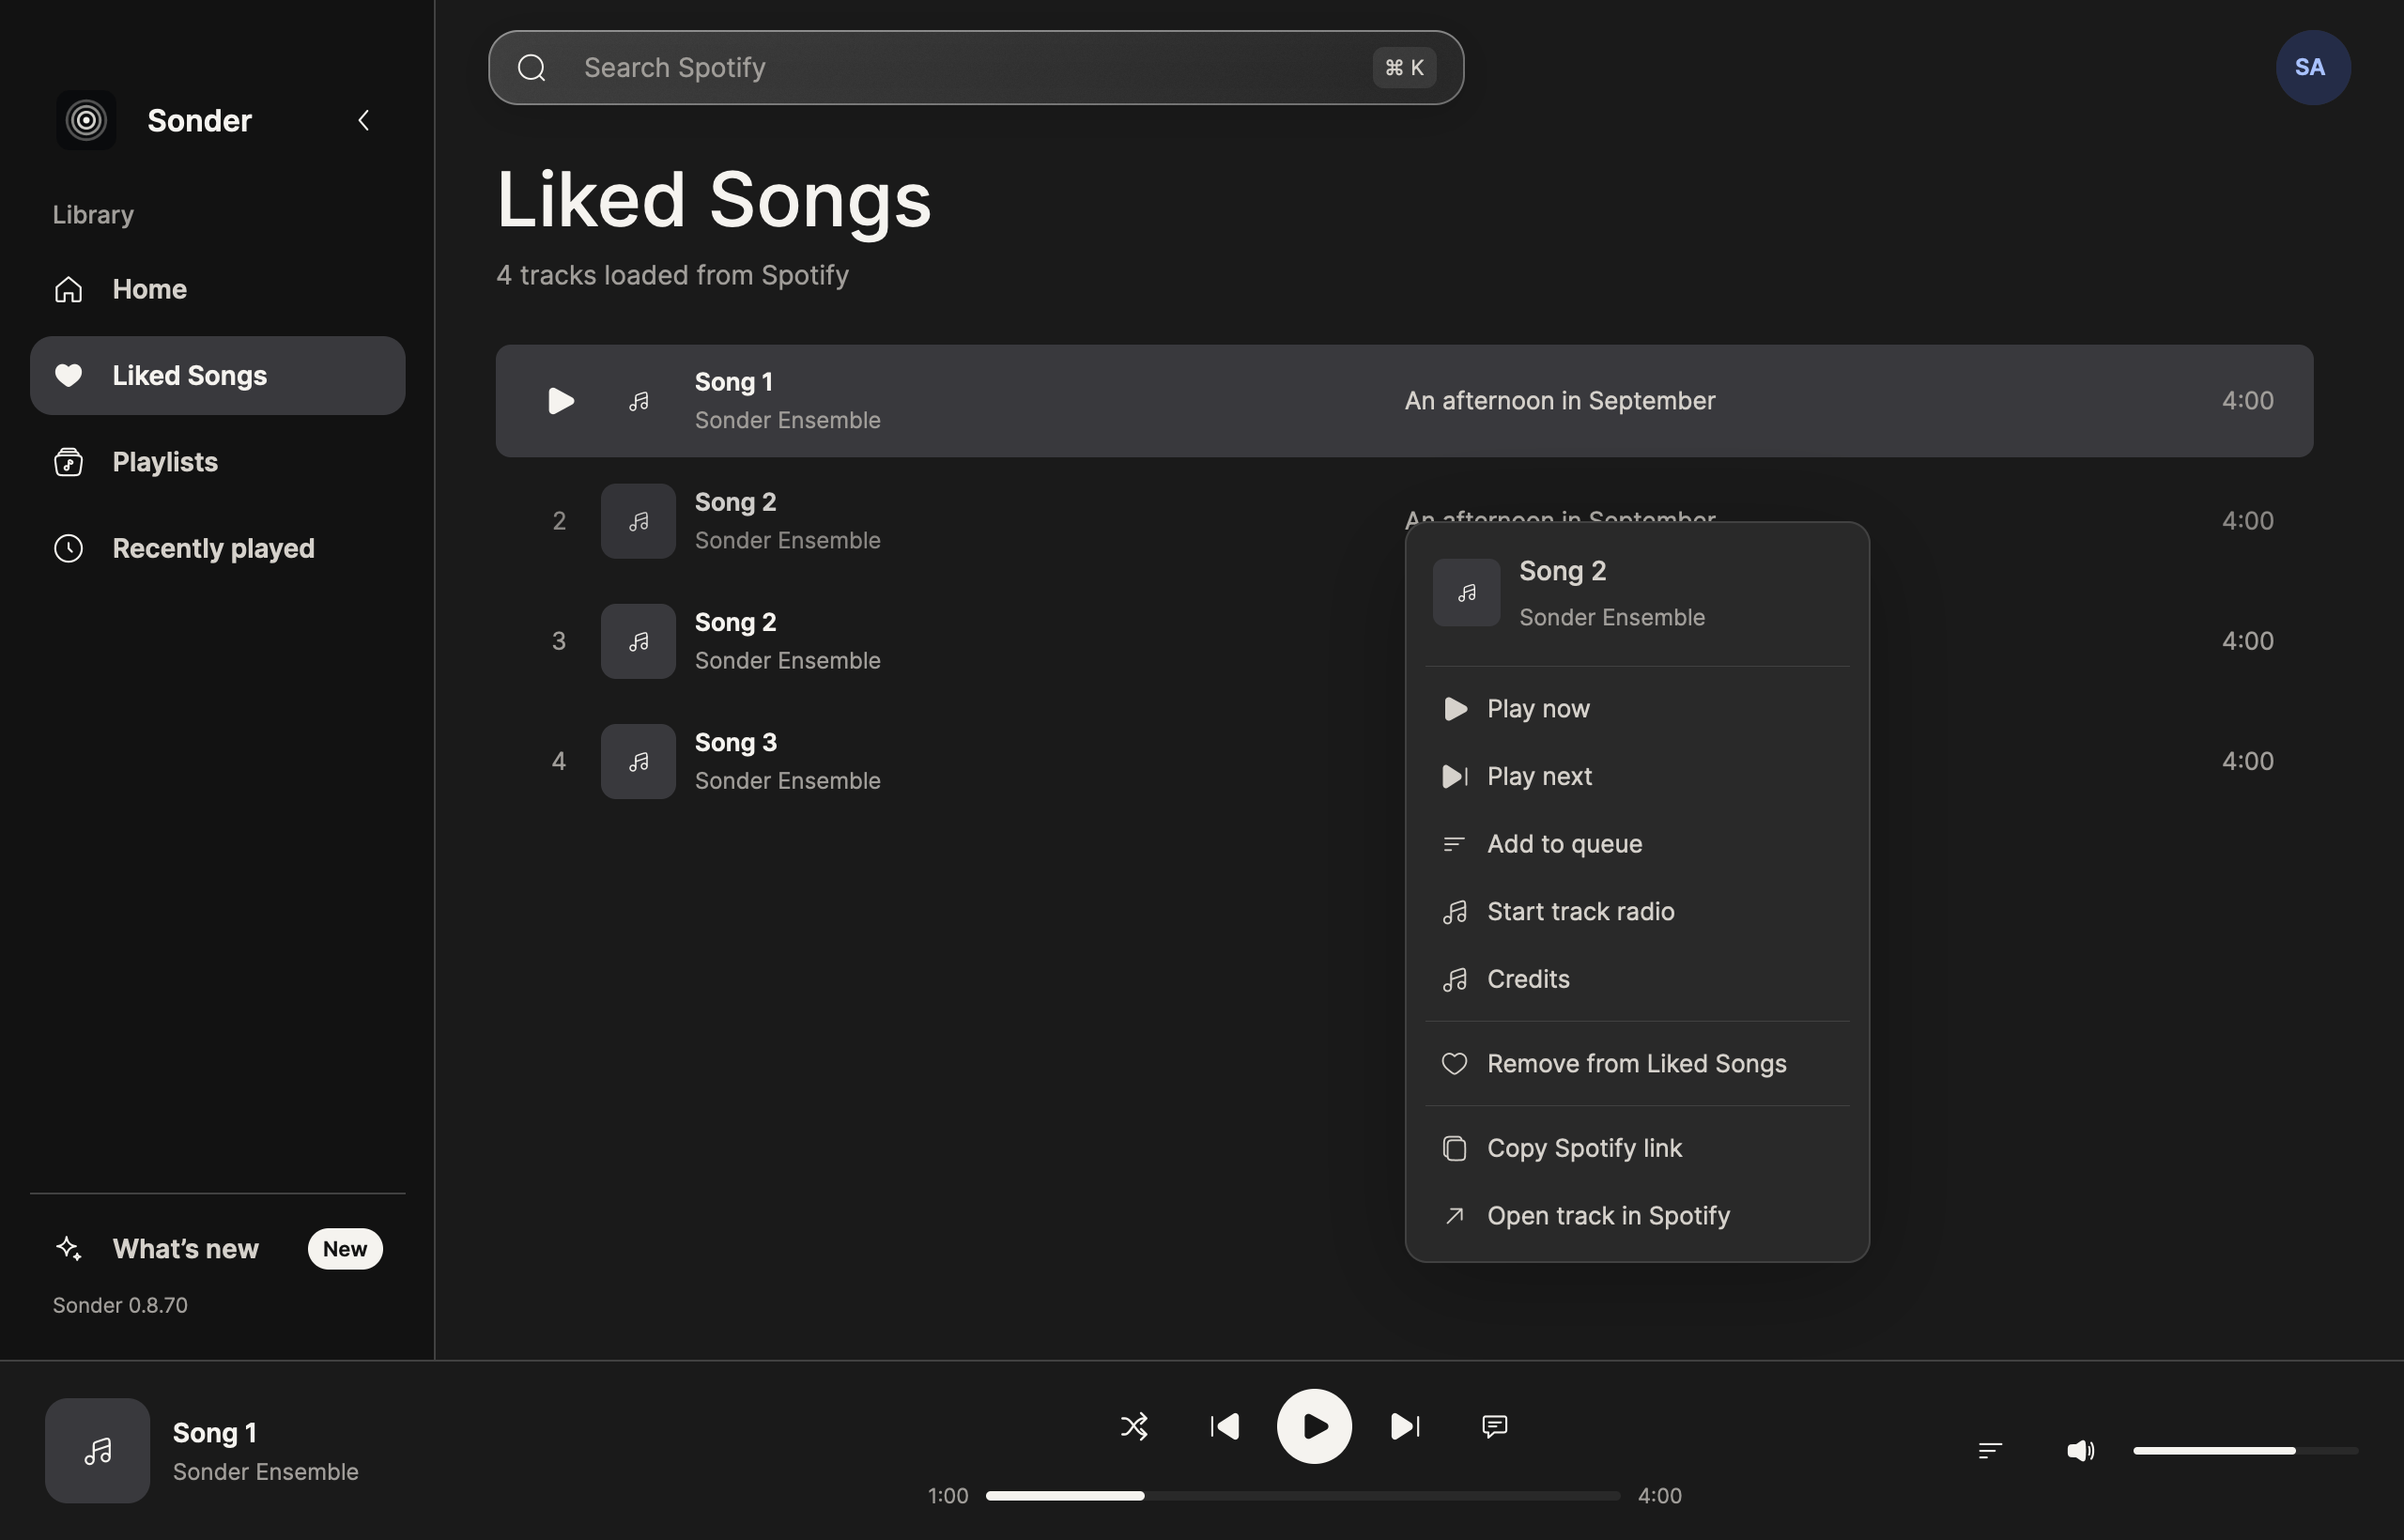 Search Spotify
⌘ K
SA
Sonder
Library
Home
Liked Songs
Playlists
Recently played
What's new
New
Sonder 0.8.70
Liked Songs
4 tracks loaded from Spotify
Song 1
Sonder Ensemble
An afternoon in September
4:00
2
Song 2
Sonder Ensemble
An afternoon in September
4:00
3
Song 2
Sonder Ensemble
4:00
4
Song 3
Sonder Ensemble
4:00
Song 2
Sonder Ensemble
Play now
Play next
Add to queue
Start track radio
Credits
Remove from Liked Songs
Copy Spotify link
Open track in Spotify
Song 1
Sonder Ensemble
1:00
4:00